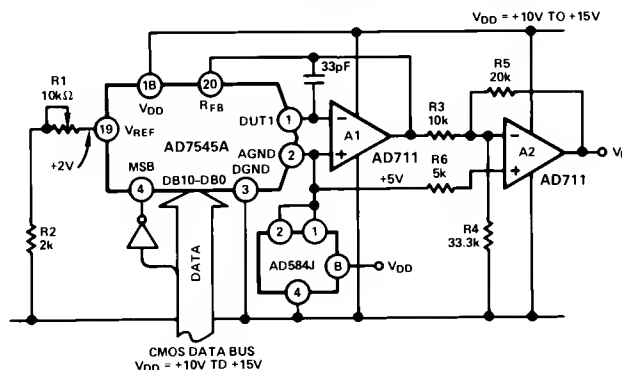 V_DD = +10V TO +15V
R1
10kΩ
18
V_DD
20
R_FB
33pF
R5
20k
19
V_REF
+2V
AD7545A
DUT1
1
AGND
2
−
+
A1
AD711
R3
10k
−
+
A2
AD711
V
MSB
4
DB10-DB0
DGND
3
+5V
R6
5k
R2
2k
DATA
2
1
AD584J
8
V_DD
4
R4
33.3k
CMOS DATA BUS
V_DD = +10V TD +15V